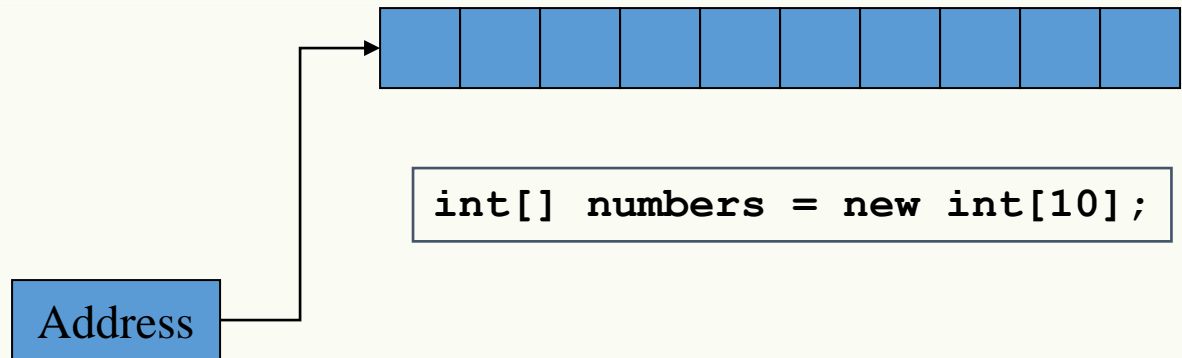 int[] numbers = new int[10];
Address